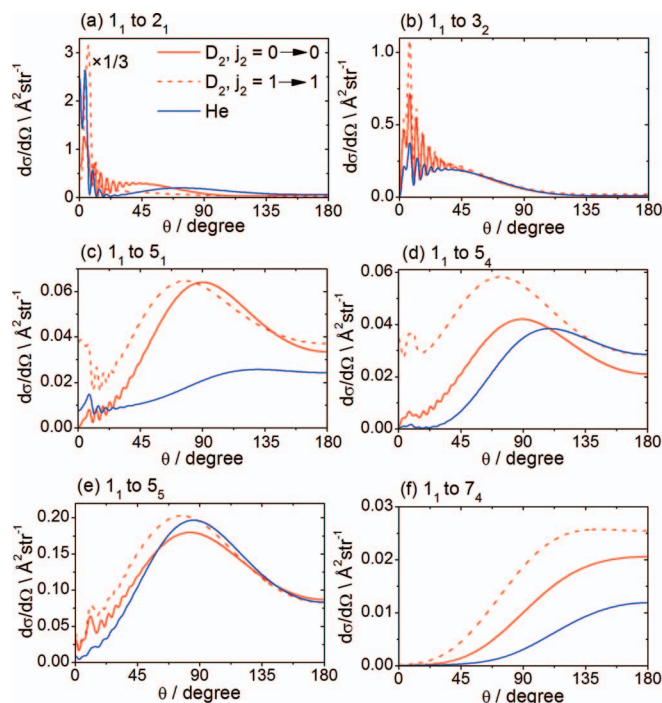 (a) 1₁ to 2₁
3
2
1
0
×1/3
D₂, j₂ = 0→0
D₂, j₂ = 1→1
He
dσ/dΩ \ Å²str⁻¹
0 45 90 135 180
θ / degree
(b) 1₁ to 3₂
1.0
0.5
0.0
dσ/dΩ \ Å²str⁻¹
0 45 90 135 180
θ / degree
(c) 1₁ to 5₁
0.06
0.04
0.02
0.00
dσ/dΩ \ Å²str⁻¹
0 45 90 135 180
θ / degree
(d) 1₁ to 5₄
0.06
0.04
0.02
0.00
dσ/dΩ \ Å²str⁻¹
0 45 90 135 180
θ / degree
(e) 1₁ to 5₅
0.20
0.15
0.10
0.05
0.00
dσ/dΩ \ Å²str⁻¹
0 45 90 135 180
θ / degree
(f) 1₁ to 7₄
0.03
0.02
0.01
0.00
dσ/dΩ \ Å²str⁻¹
0 45 90 135 180
θ / degree